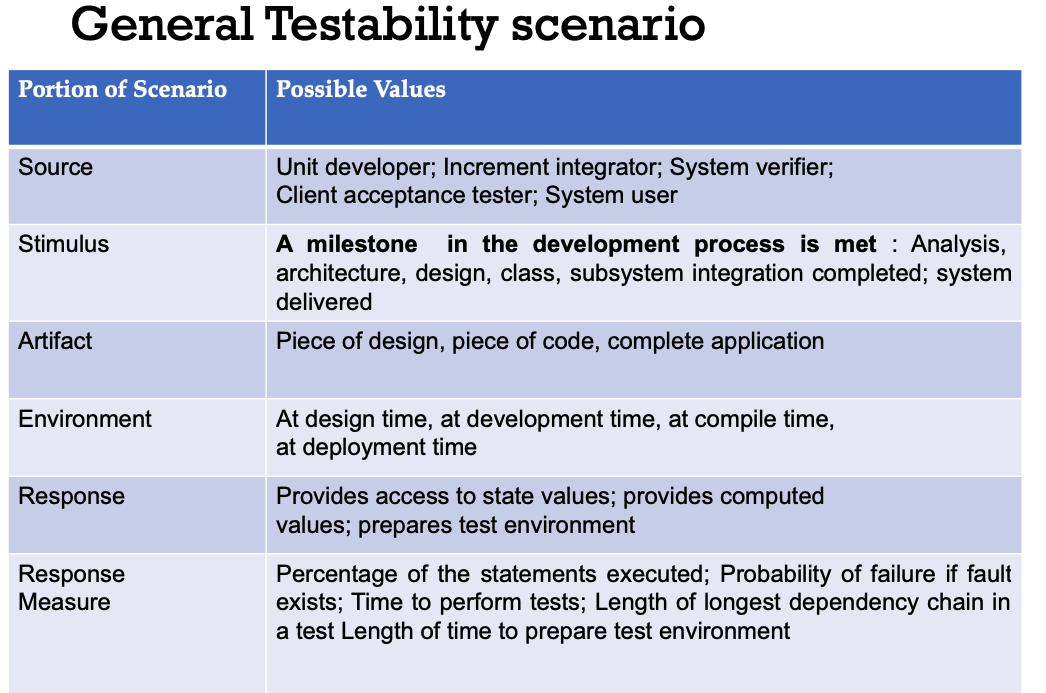 General Testability scenario
Portion of Scenario
Possible Values
Source
Unit developer; Increment integrator; System verifier;
Client acceptance tester; System user
Stimulus
A milestone in the development process is met : Analysis,
architecture, design, class, subsystem integration completed; system
delivered
Artifact
Piece of design, piece of code, complete application
Environment
At design time, at development time, at compile time,
at deployment time
Response
Provides access to state values; provides computed
values; prepares test environment
Response
Measure
Percentage of the statements executed; Probability of failure if fault
exists; Time to perform tests; Length of longest dependency chain in
a test Length of time to prepare test environment